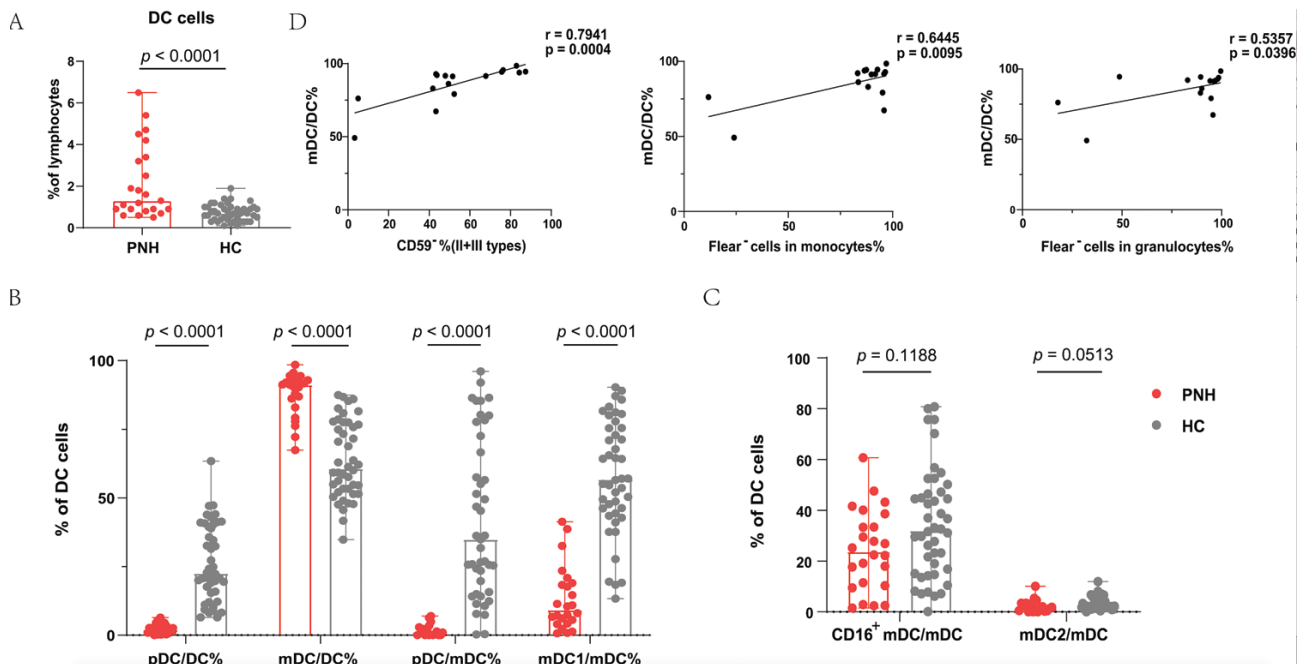 A
DC cells
p < 0.0001
%of lymphocytes
8
6
4
2
0
PNH
HC
D
r = 0.7941
p = 0.0004
mDC/DC%
100
50
0
0
20
40
60
80
100
CD59⁻%(II+III types)
r = 0.6445
p = 0.0095
mDC/DC%
100
50
0
0
50
100
Flear⁻cells in monocytes%
r = 0.5357
p = 0.0396
mDC/DC%
100
50
0
0
50
100
Flear⁻cells in granulocytes%
B
p < 0.0001
p < 0.0001
p < 0.0001
p < 0.0001
% of DC cells
100
50
0
pDC/DC%
mDC/DC%
pDC/mDC%
mDC1/mDC%
C
p = 0.1188
p = 0.0513
% of DC cells
100
80
60
40
20
0
CD16⁺ mDC/mDC
mDC2/mDC
PNH
HC